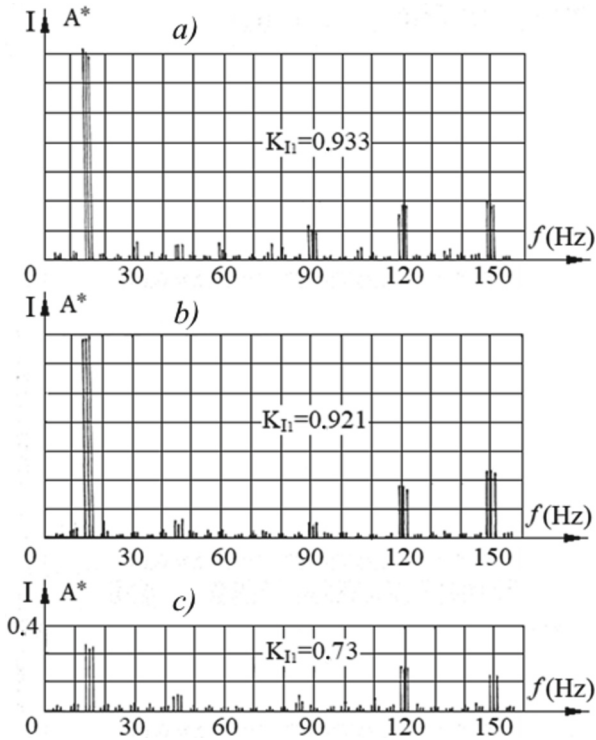 I A* a)
K_I1=0.933
f(Hz)
0 30 60 90 120 150
I A* b)
K_I1=0.921
f(Hz)
0 30 60 90 120 150
I A* c)
0.4
K_I1=0.73
f(Hz)
0 30 60 90 120 150